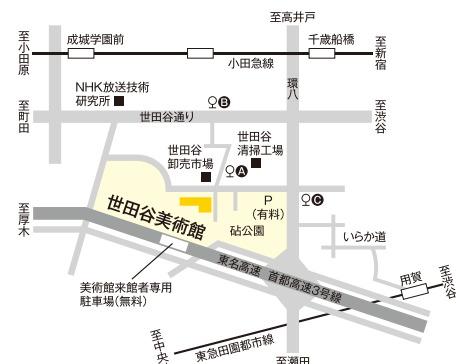 至高井戸
至小田原
成城学園前
千歳船橋
至新宿
小田急線
環八
NHK放送技術
研究所
B
至町田
世田谷通り
至渋谷
世田谷
卸売市場
世田谷
清掃工場
A
世田谷美術館
P
(有料)
C
砧公園
至厚木
いらか道
東名高速 首都高速3号線
用賀
至渋谷
美術館来館者専用
駐車場(無料)
至中央
東急田園都市線
至瀬田